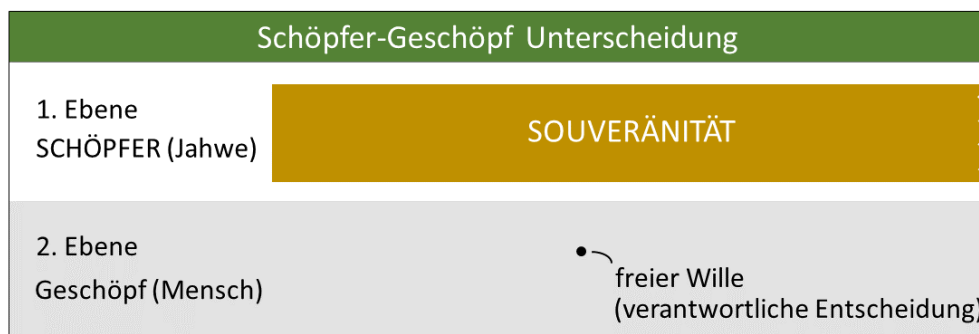 Schöpfer-Geschöpf Unterscheidung
1. Ebene
SCHÖPFER (Jahwe)
SOUVERÄNITÄT
2. Ebene
Geschöpf (Mensch)
freier Wille
(verantwortliche Entscheidung)